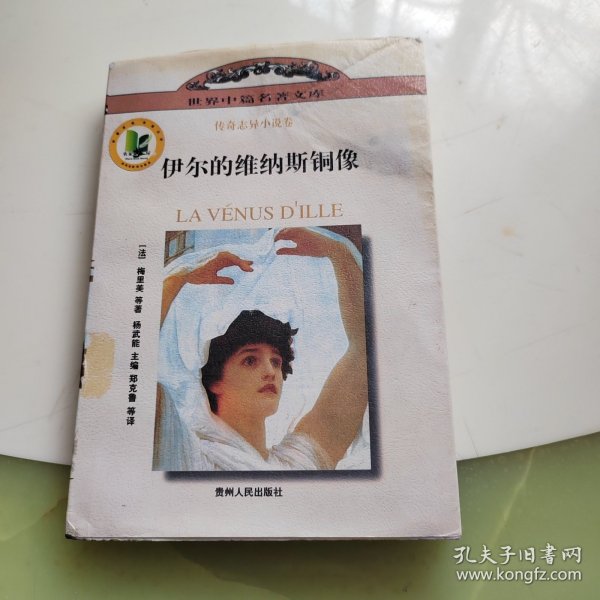 世界中篇名著文库
传奇志异小说卷
伊尔的维纳斯铜像
LA VÉNUS D'ILLE
[法] 梅里美 等著 杨武能 主编 郑克鲁 等译
贵州人民出版社
孔夫子旧书网
www.kongfz.com